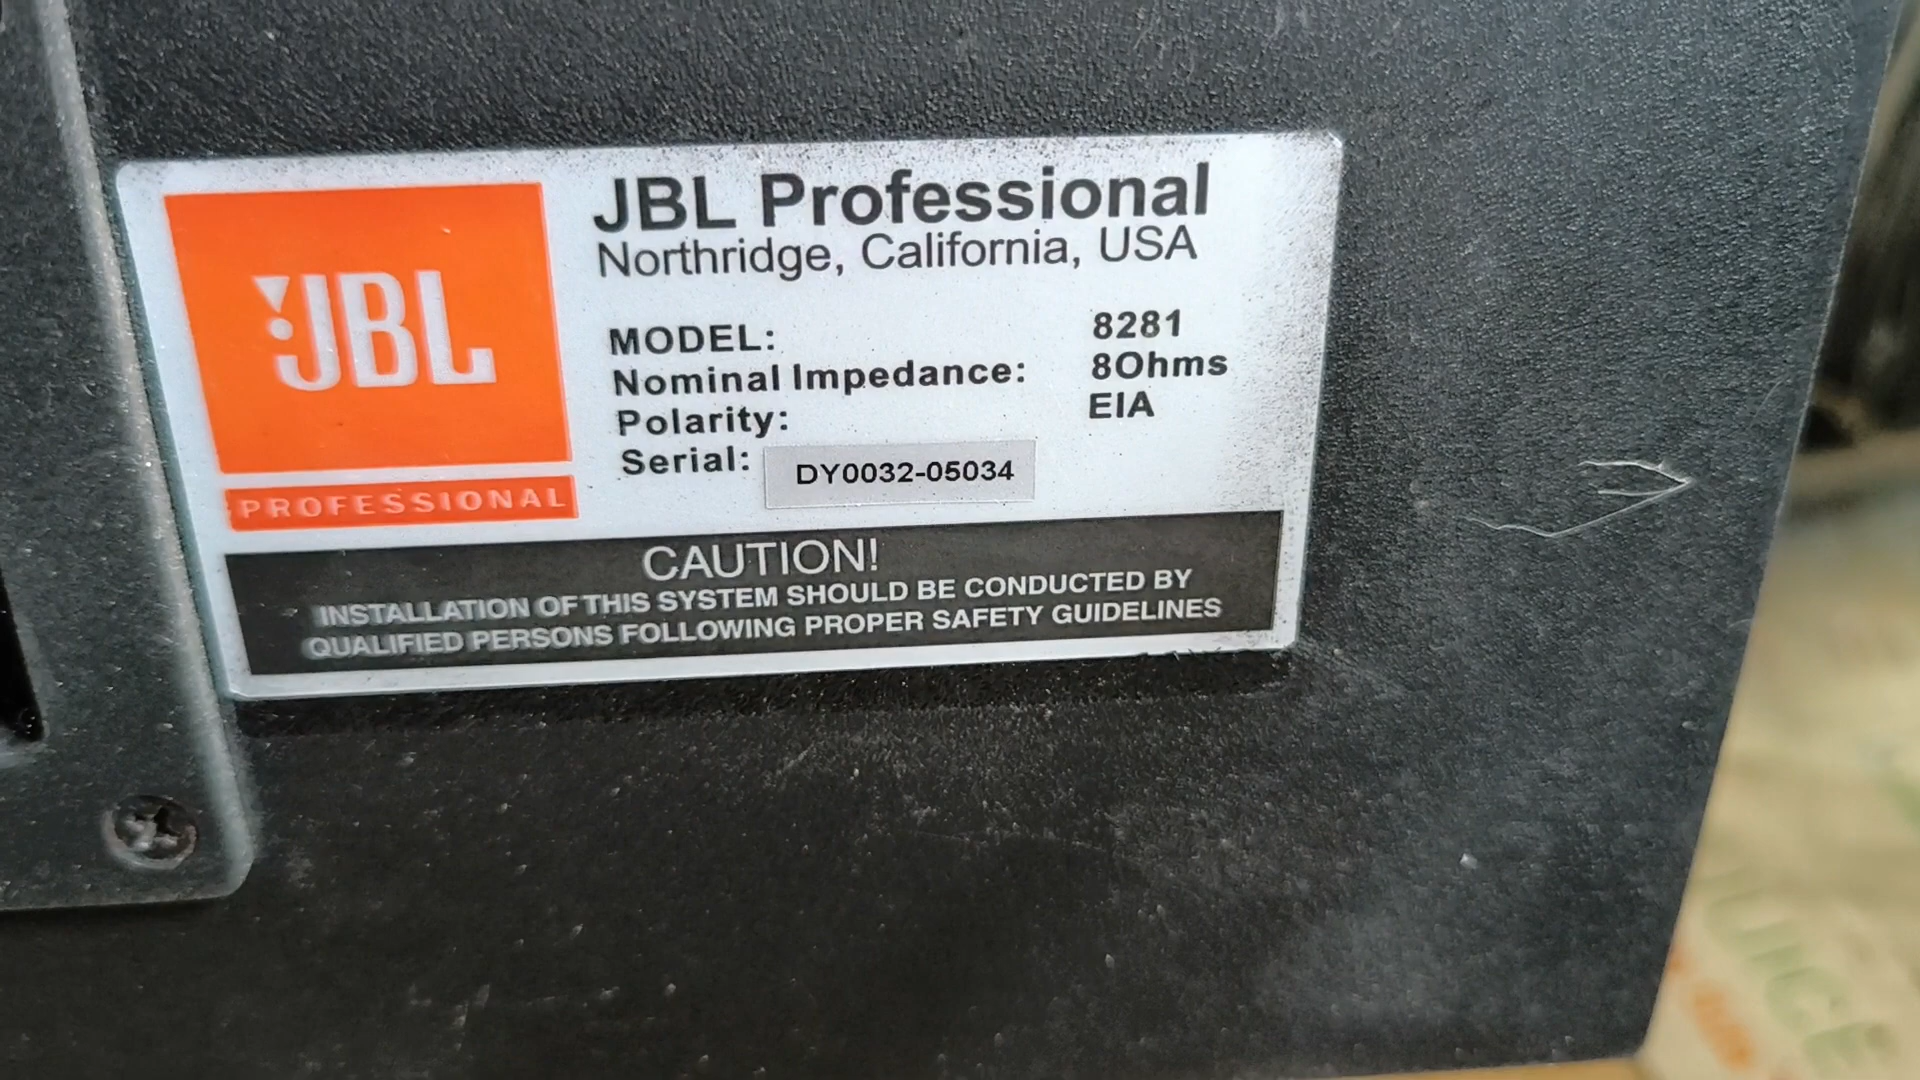 JBL
PROFESSIONAL
JBL Professional
Northridge, California, USA
MODEL: 8281
Nominal Impedance: 8Ohms
Polarity: EIA
Serial: DY0032-05034
CAUTION!
INSTALLATION OF THIS SYSTEM SHOULD BE CONDUCTED BY
QUALIFIED PERSONS FOLLOWING PROPER SAFETY GUIDELINES